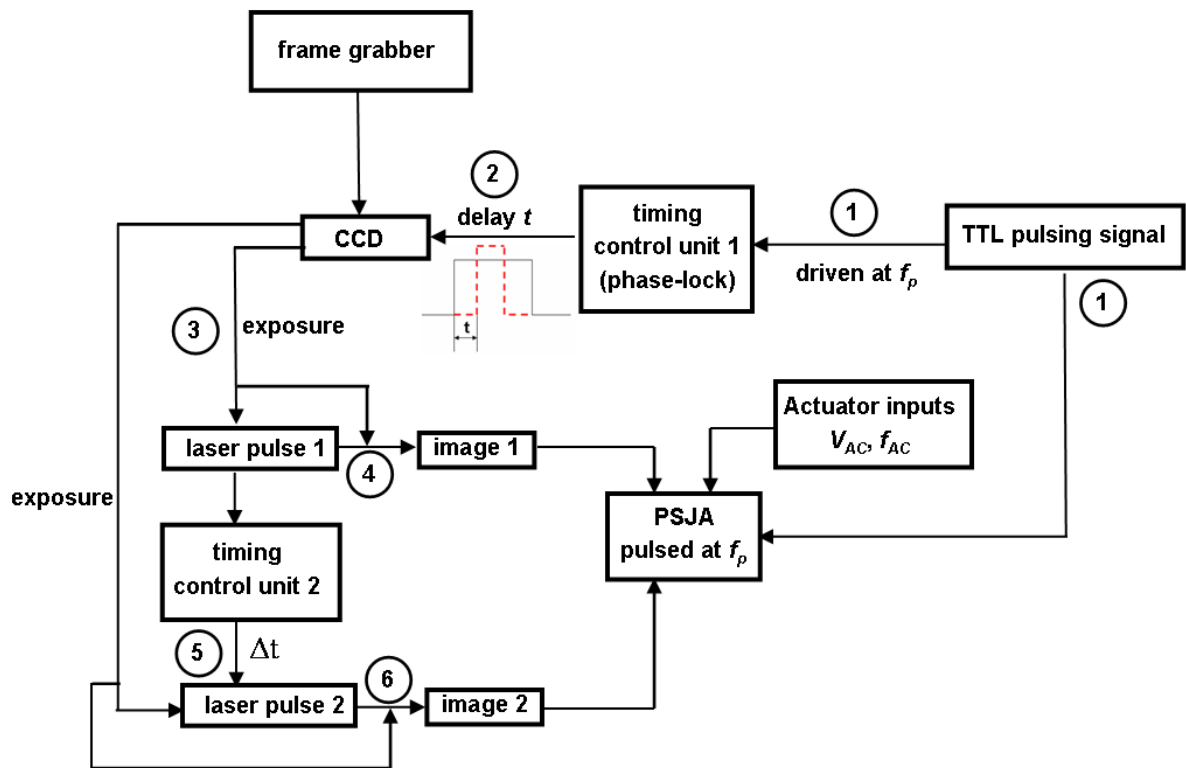 frame grabber
2
delay t
CCD
timing
control unit 1
(phase-lock)
1
driven at fp
TTL pulsing signal
1
t
3
exposure
laser pulse 1
4
image 1
Actuator inputs
VAC, fAC
exposure
PSJA
pulsed at fp
timing
control unit 2
5
Δt
laser pulse 2
6
image 2